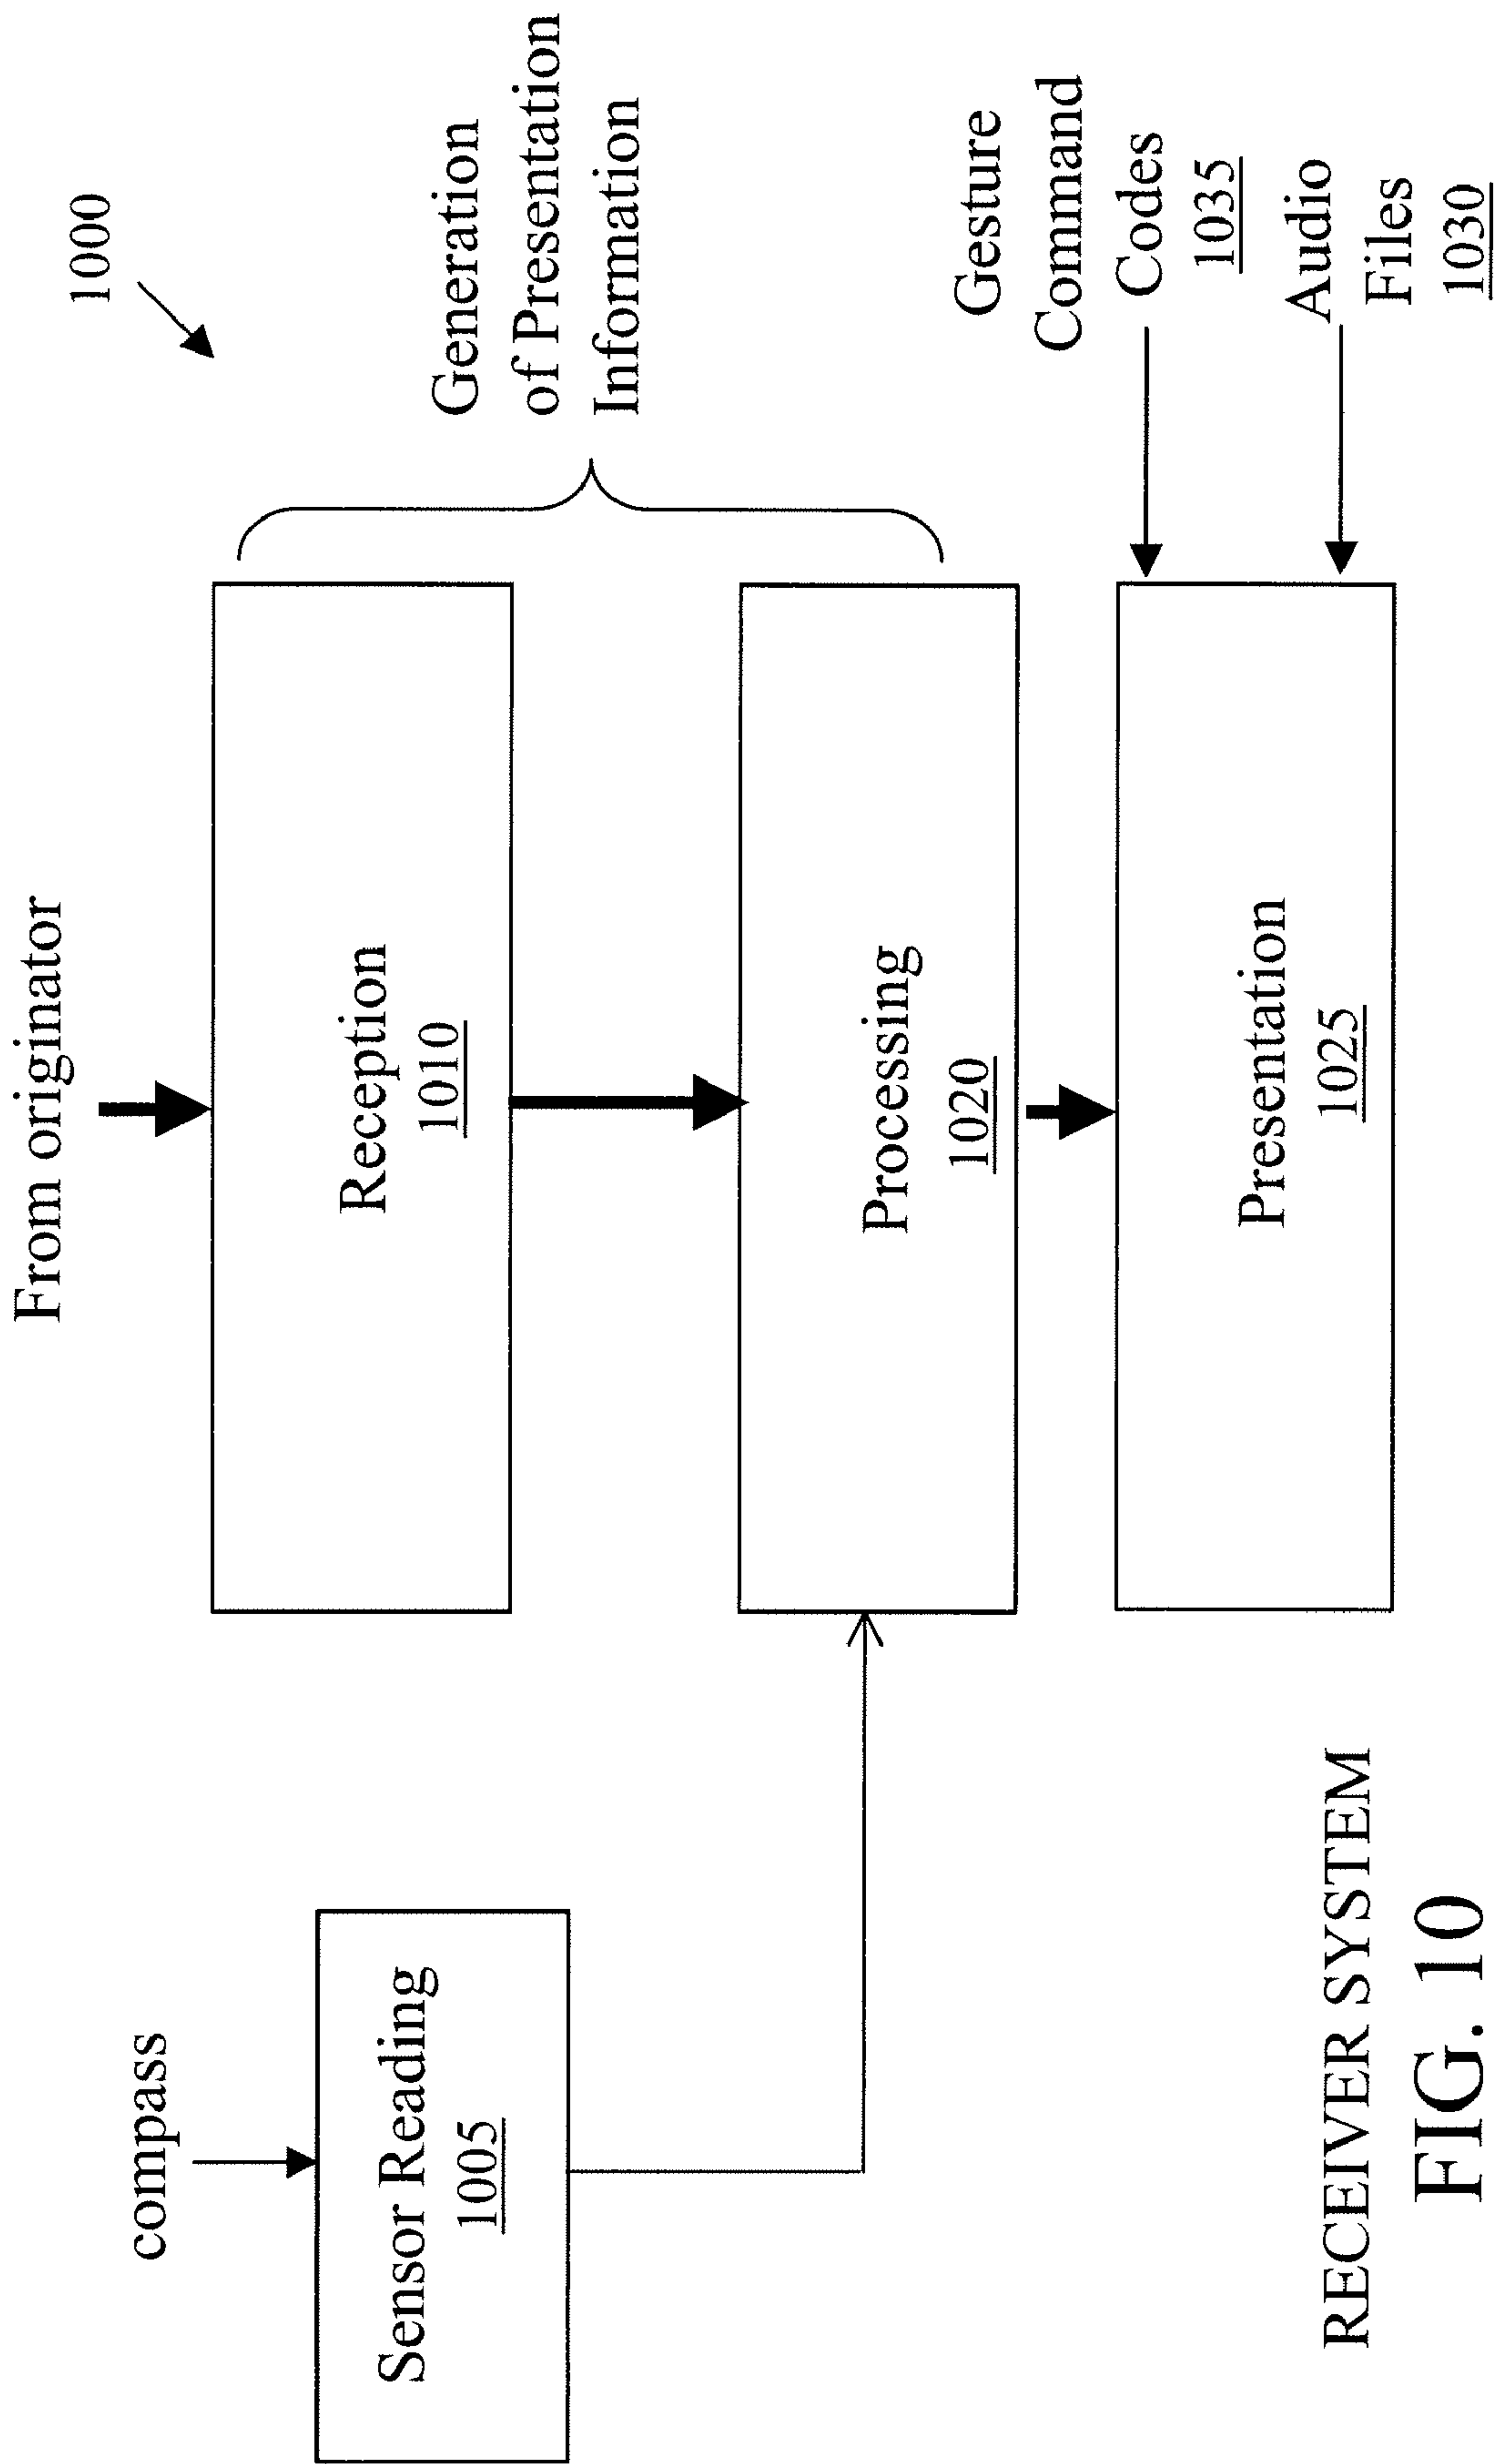 1000
From originator
Generation
of Presentation
Information
Reception
1010
compass
Sensor Reading
1005
Processing
1020
Gesture
Command
Codes
1035
Audio
Files
1030
Presentation
1025
RECEIVER SYSTEM
FIG. 10